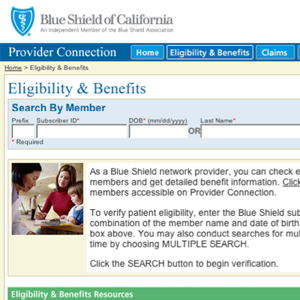 Blue Shield of California
An Independent Member of the Blue Shield Association
Provider Connection Home Eligibility & Benefits Claims
Home > Eligibility & Benefits
Eligibility & Benefits
Search By Member
Prefix Subscriber ID* DOB* (mm/dd/yyyy) Last Name*
OR
* Required
As a Blue Shield network provider, you can check e
members and get detailed benefit information. Clic
members accessible on Provider Connection.
To verify patient eligibility, enter the Blue Shield sub
combination of the member name and date of birth
box above. You may also conduct searches for mul
time by choosing MULTIPLE SEARCH.
Click the SEARCH button to begin verification.
Eligibility & Benefits Resources